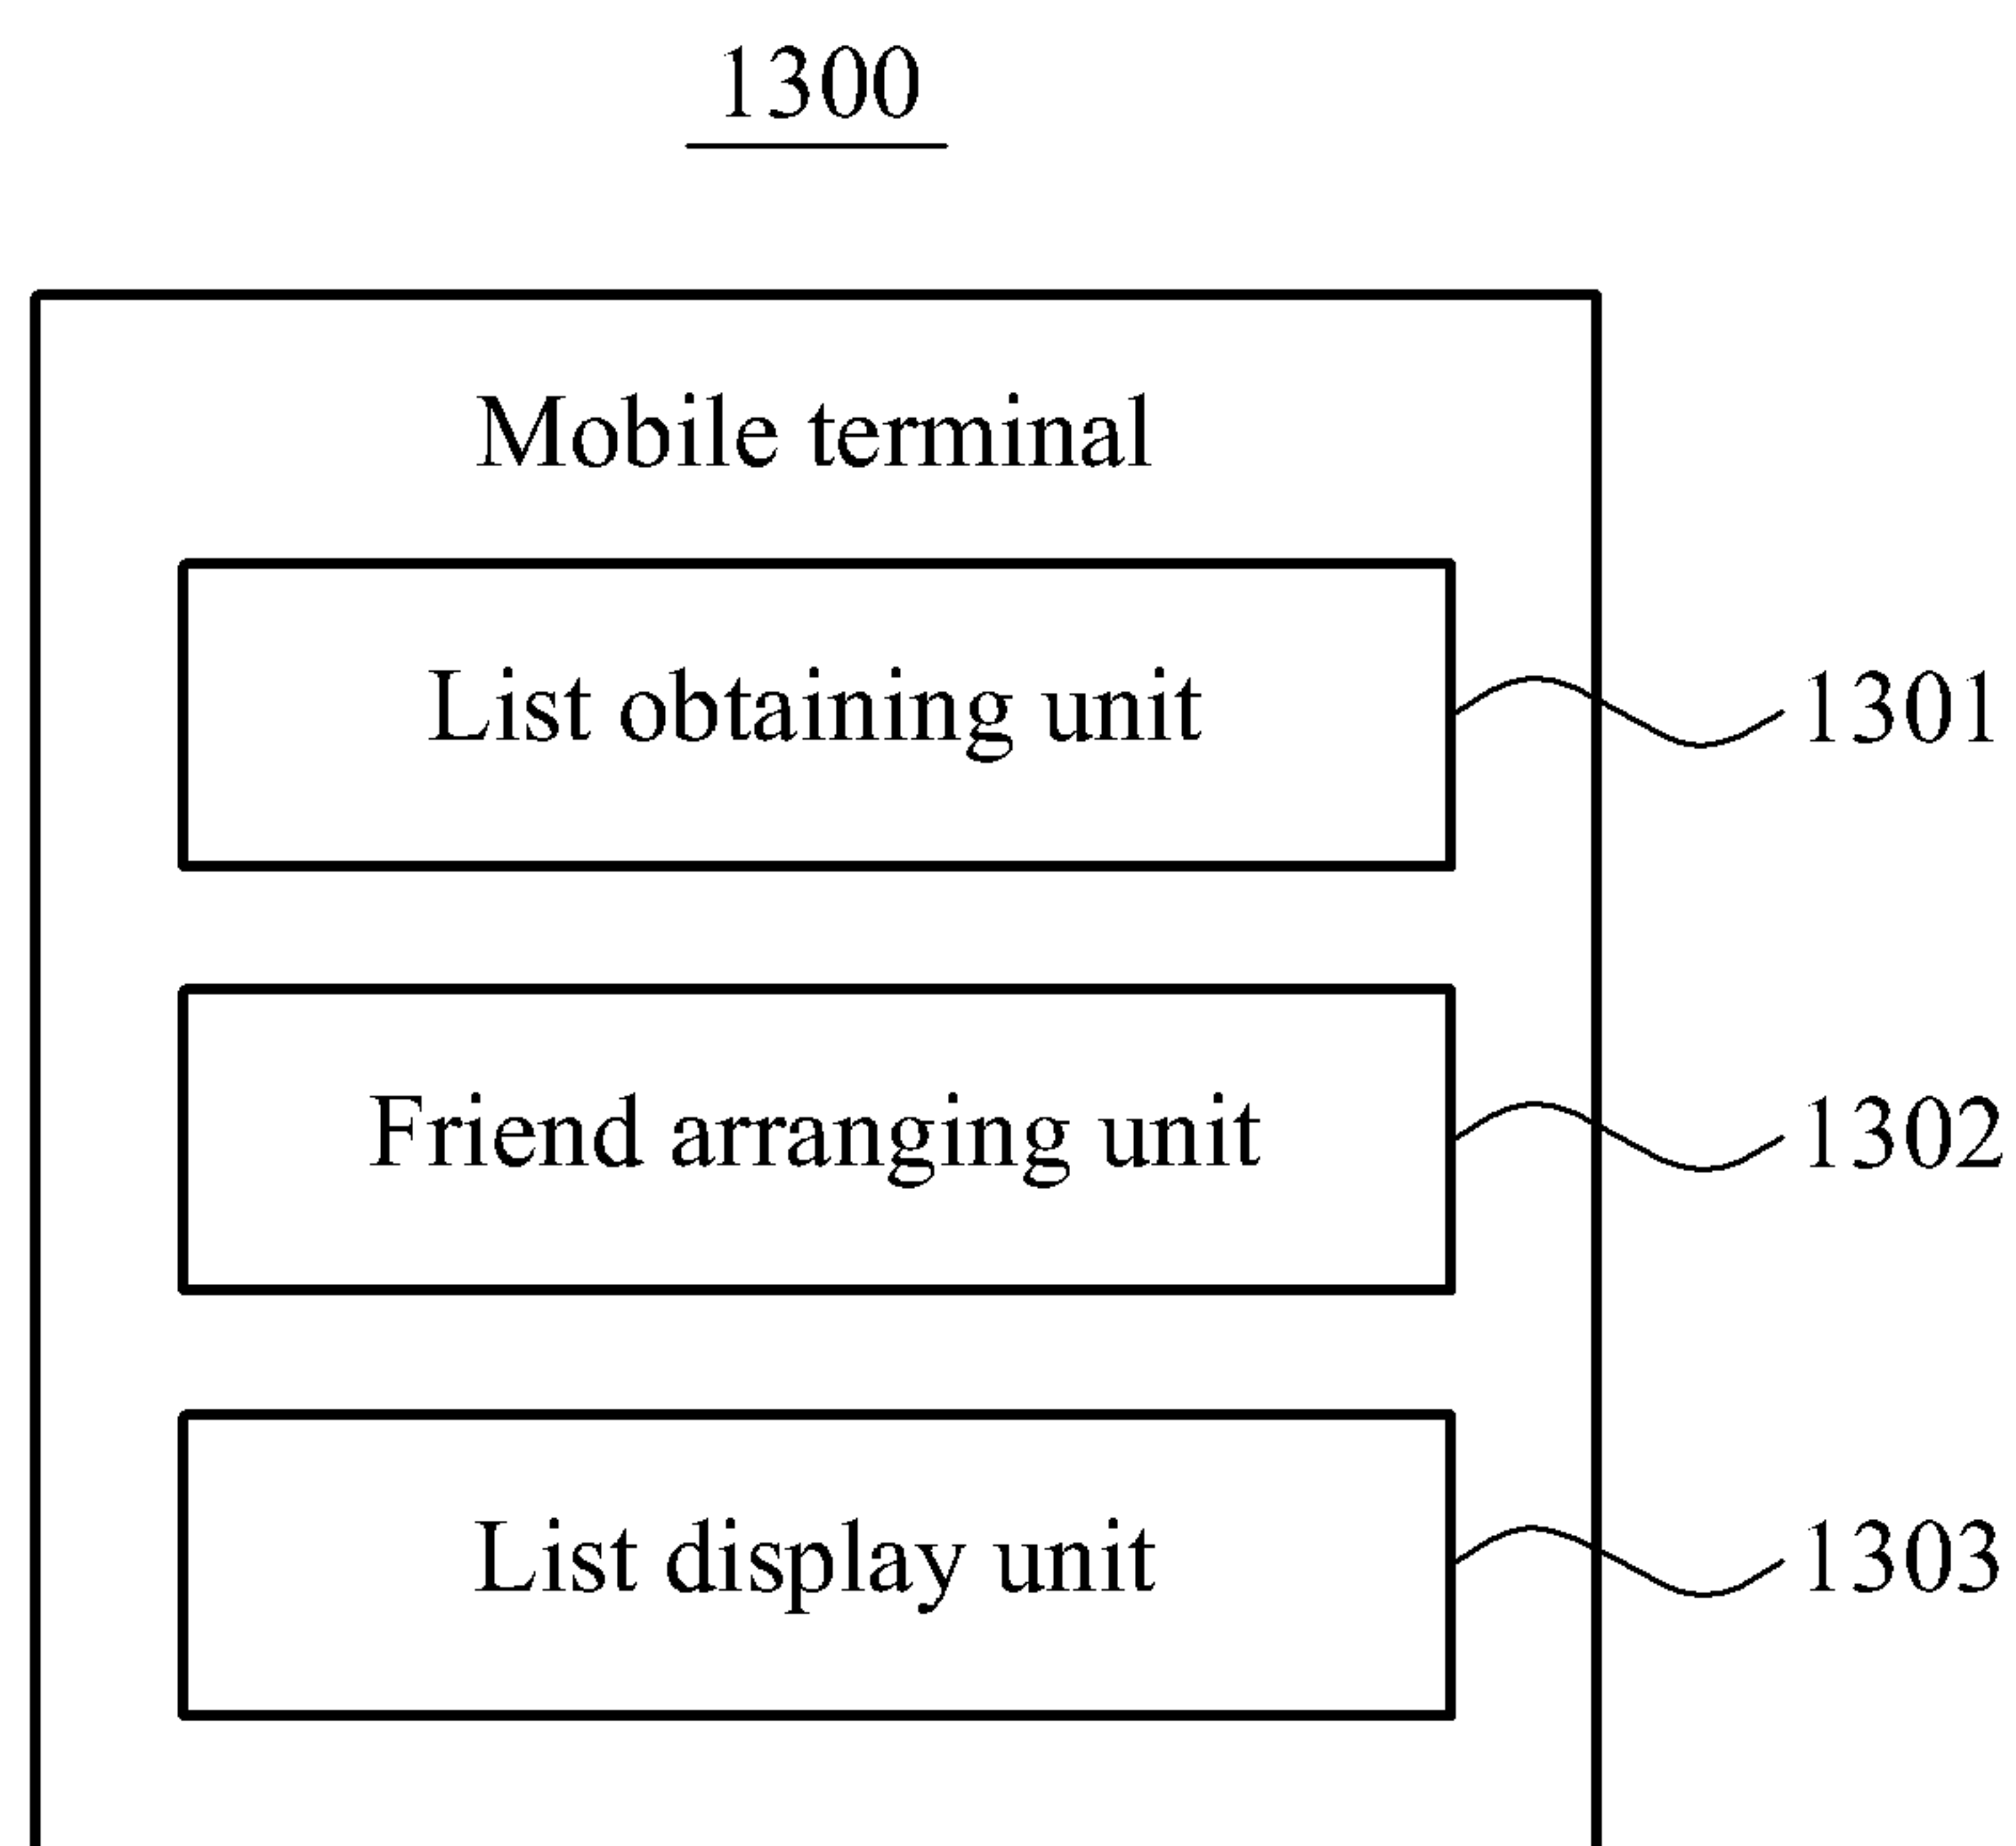 1300
Mobile terminal
List obtaining unit
1301
Friend arranging unit
1302
List display unit
1303